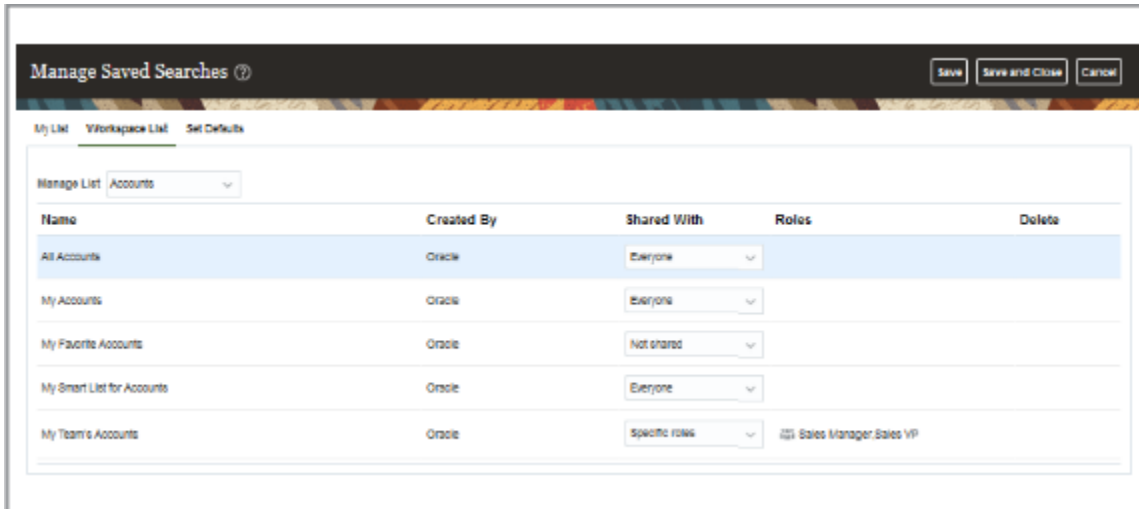 Manage Saved Searches ?
Save Save and Close Cancel
My List Workspace List Set Defaults
Manage List Accounts
Name Created By Shared With Roles Delete
All Accounts Oracle Everyone
My Accounts Oracle Everyone
My Favorite Accounts Oracle Not shared
My Smart List for Accounts Oracle Everyone
My Team's Accounts Oracle Specific roles Sales Manager,Sales VP